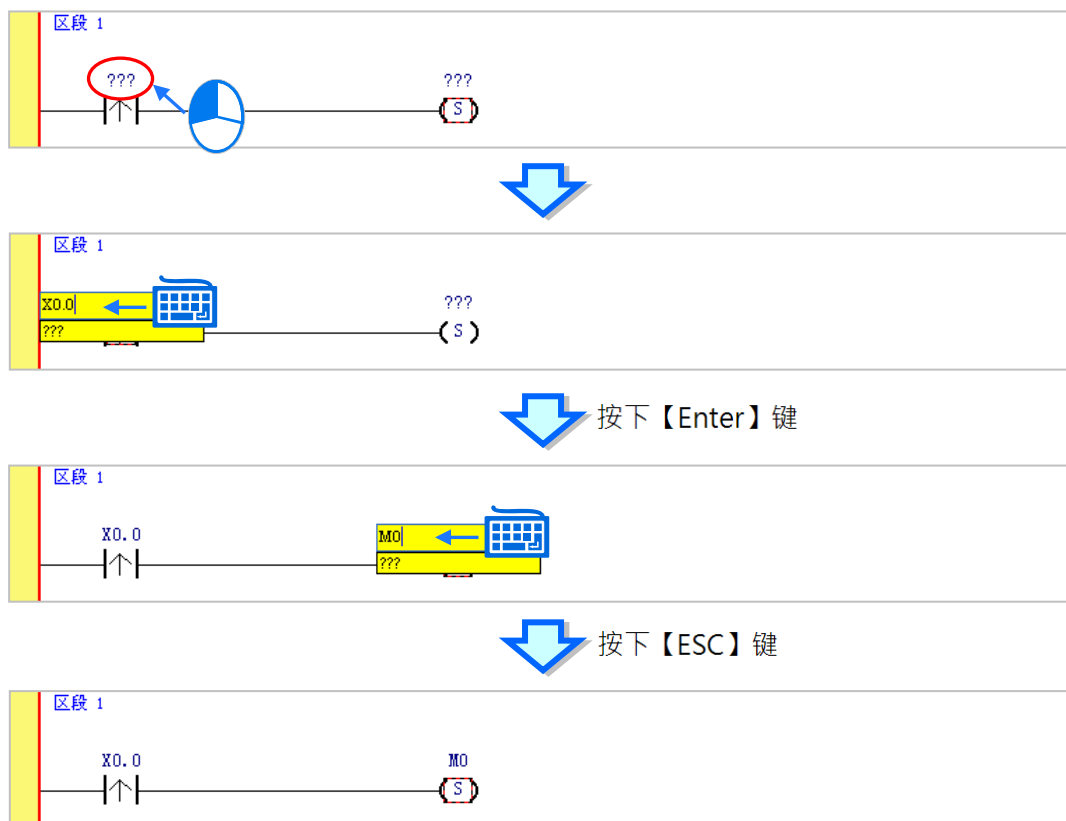 区段 1
??? ???
S
区段 1
X0.0 ???
??? S
按下【Enter】键
区段 1
X0.0 M0
???
按下【ESC】键
区段 1
X0.0 M0
S